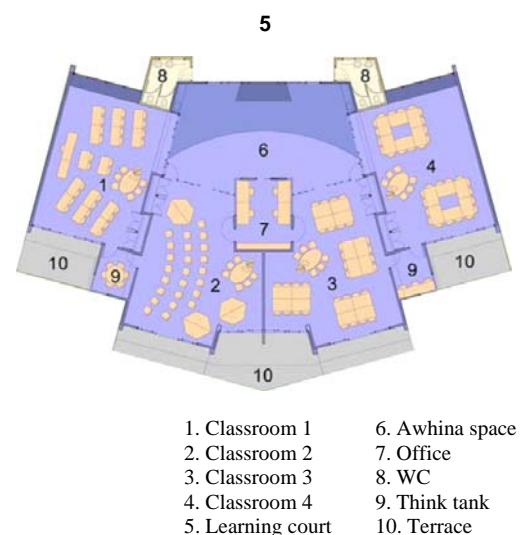 5
8
8
6
1
4
7
10
9
2
3
9
10
10
1. Classroom 1
2. Classroom 2
3. Classroom 3
4. Classroom 4
5. Learning court
6. Awhina space
7. Office
8. WC
9. Think tank
10. Terrace